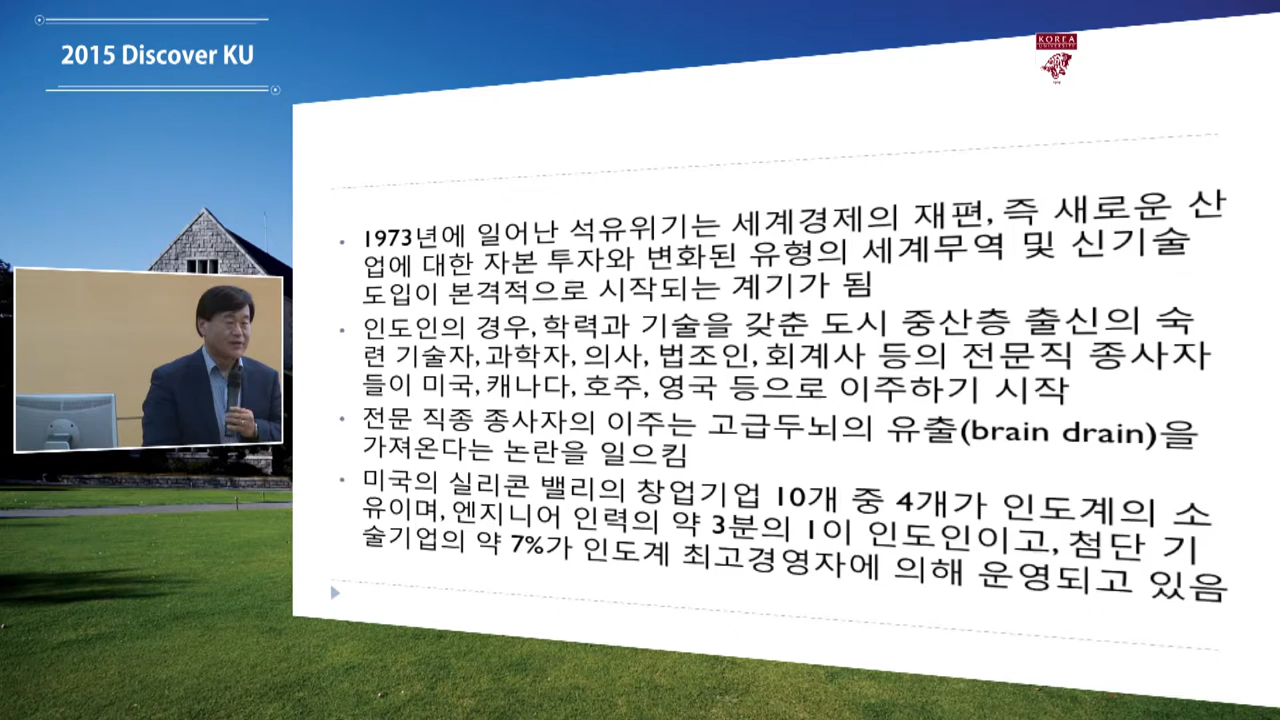 2015 Discover KU
KOREA
UNIVERSITY
1973년에 일어난 석유위기는 세계경제의 재편, 즉 새로운 산
업에 대한 자본 투자와 변화된 유형의 세계무역 및 신기술
도입이 본격적으로 시작되는 계기가 됨
인도인의 경우, 학력과 기술을 갖춘 도시 중산층 출신의 숙
련 기술자, 과학자, 의사, 법조인, 회계사 등의 전문직 종사자
들이 미국, 캐나다, 호주, 영국 등으로 이주하기 시작
전문 직종 종사자의 이주는 고급두뇌의 유출(brain drain)을
가져온다는 논란을 일으킴
미국의 실리콘 밸리의 창업기업 10개 중 4개가 인도계의 소
유이며, 엔지니어 인력의 약 3분의 1이 인도인이고, 첨단 기
술기업의 약 7%가 인도계 최고경영자에 의해 운영되고 있음